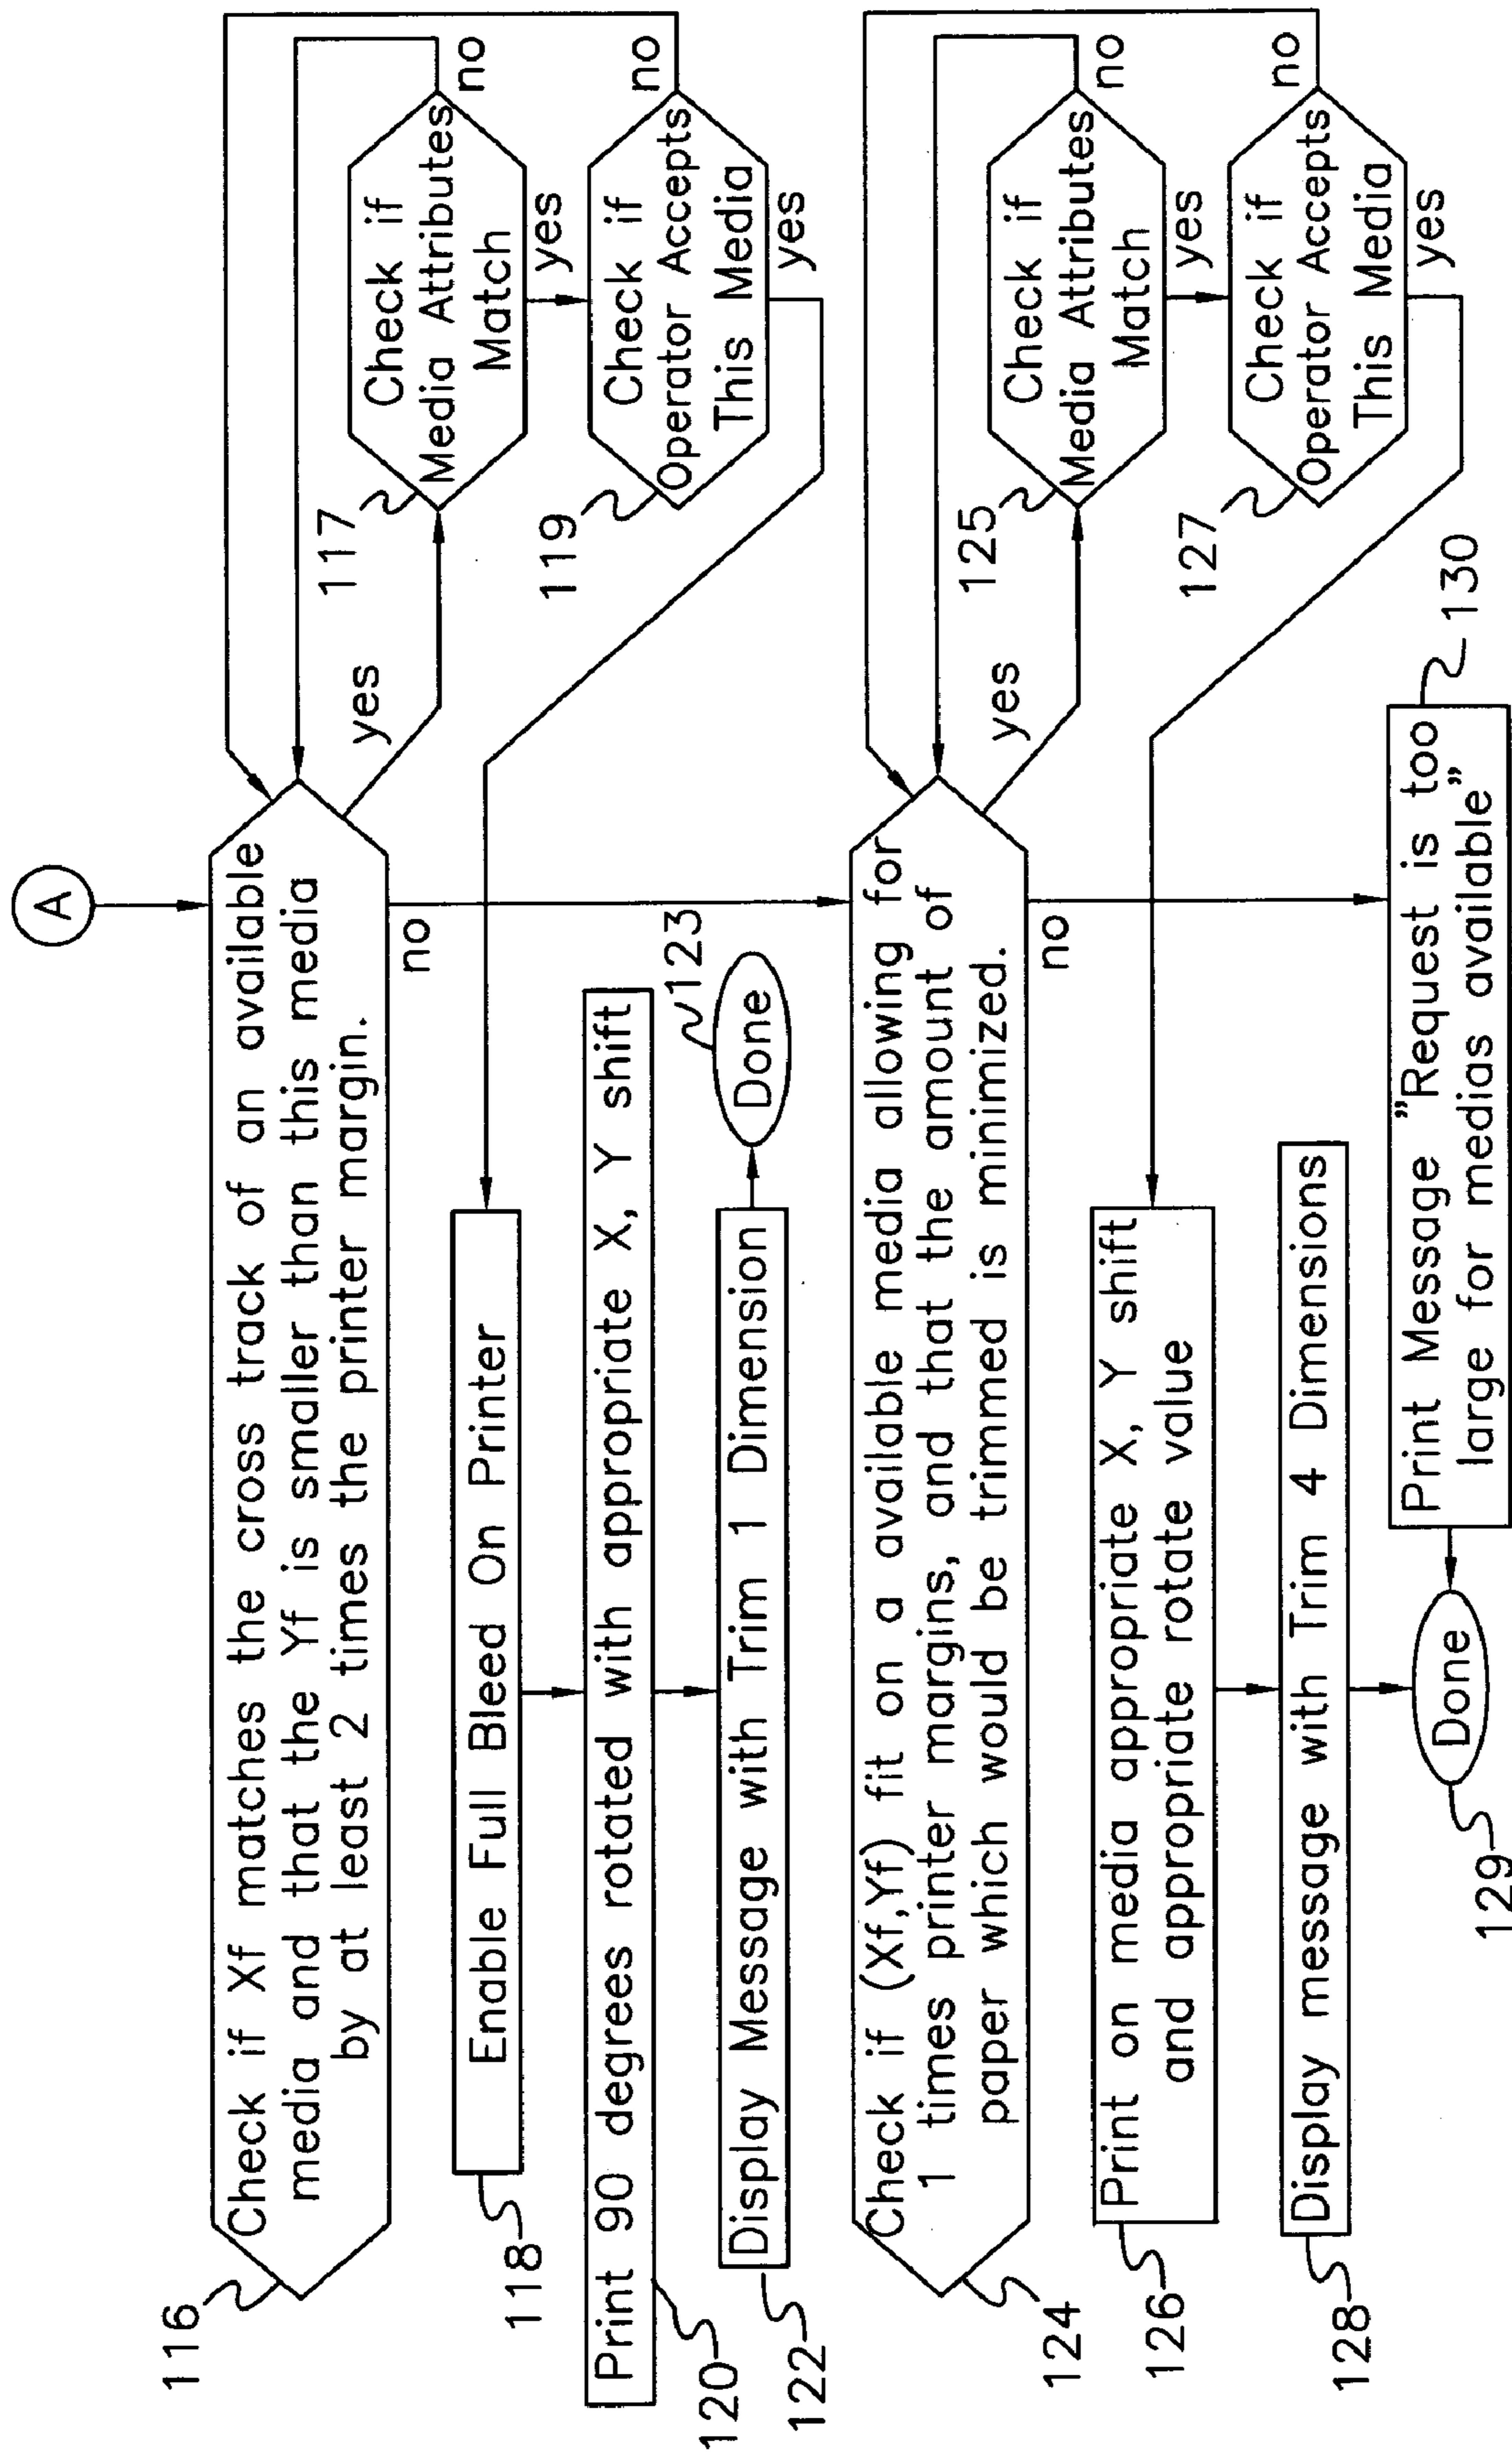 A
116
Check if Xf matches the cross track of an available
media and that the Yf is smaller than this media
by at least 2 times the printer margin.
yes
no
117
Check if
Media Attributes
Match
no
yes
119
Check if
Operator Accepts
This Media
no
yes
118
Enable Full Bleed On Printer
120
Print 90 degrees rotated with appropriate X, Y shift
122
Display Message with Trim 1 Dimension
123
Done
124
Check if (Xf,Yf) fit on a available media allowing for
1 times printer margins, and that the amount of
paper which would be trimmed is minimized.
yes
no
125
Check if
Media Attributes
Match
no
yes
127
Check if
Operator Accepts
This Media
no
yes
126
Print on media appropriate X, Y shift
and appropriate rotate value
128
Display message with Trim 4 Dimensions
129
Done
130
Print Message "Request is too
large for medias available"